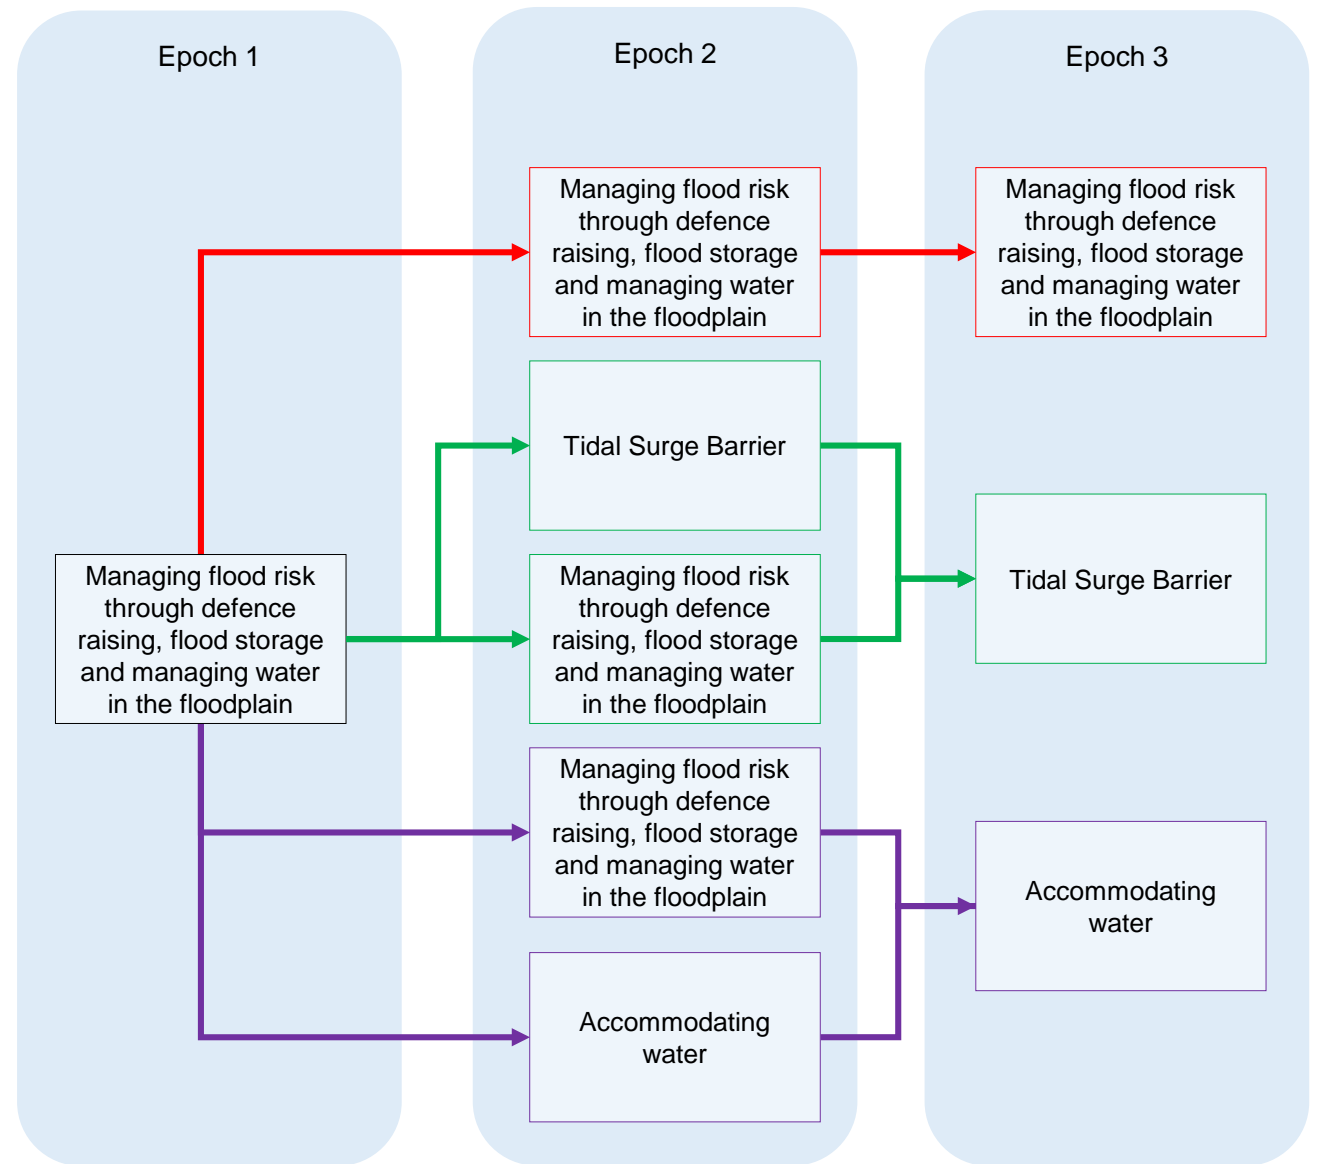 Epoch 1
Epoch 2
Epoch 3
Managing flood risk
through defence
raising, flood storage
and managing water
in the floodplain
Managing flood risk
through defence
raising, flood storage
and managing water
in the floodplain
Managing flood risk
through defence
raising, flood storage
and managing water
in the floodplain
Tidal Surge Barrier
Managing flood risk
through defence
raising, flood storage
and managing water
in the floodplain
Tidal Surge Barrier
Managing flood risk
through defence
raising, flood storage
and managing water
in the floodplain
Accommodating
water
Accommodating
water